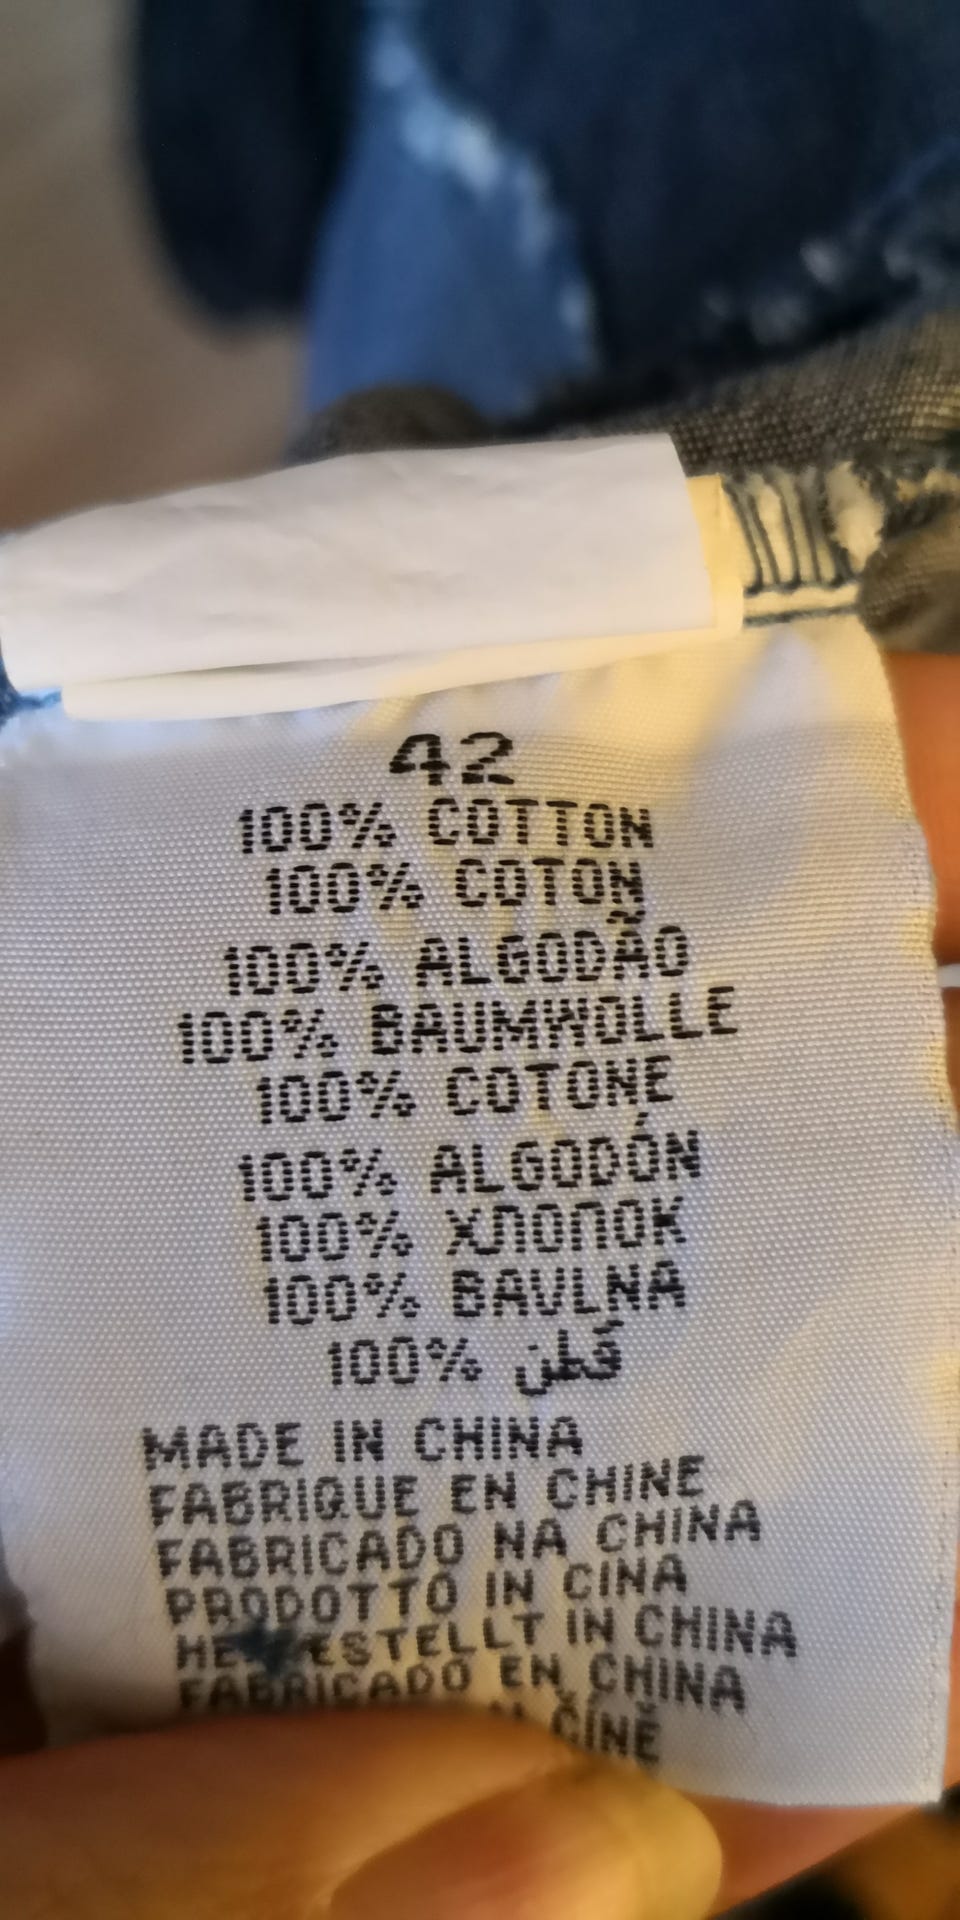 42
100% COTTON
100% COTON
100% ALGODÃO
100% BAUMWOLLE
100% COTONE
100% ALGODÓN
100% ХЛОПОК
100% BAVLNA
100% قطن
MADE IN CHINA
FABRIQUE EN CHINE
FABRICADO NA CHINA
PRODOTTO IN CINA
IN CHINA
FABRICADO EN CHINA
ČÍNĚ